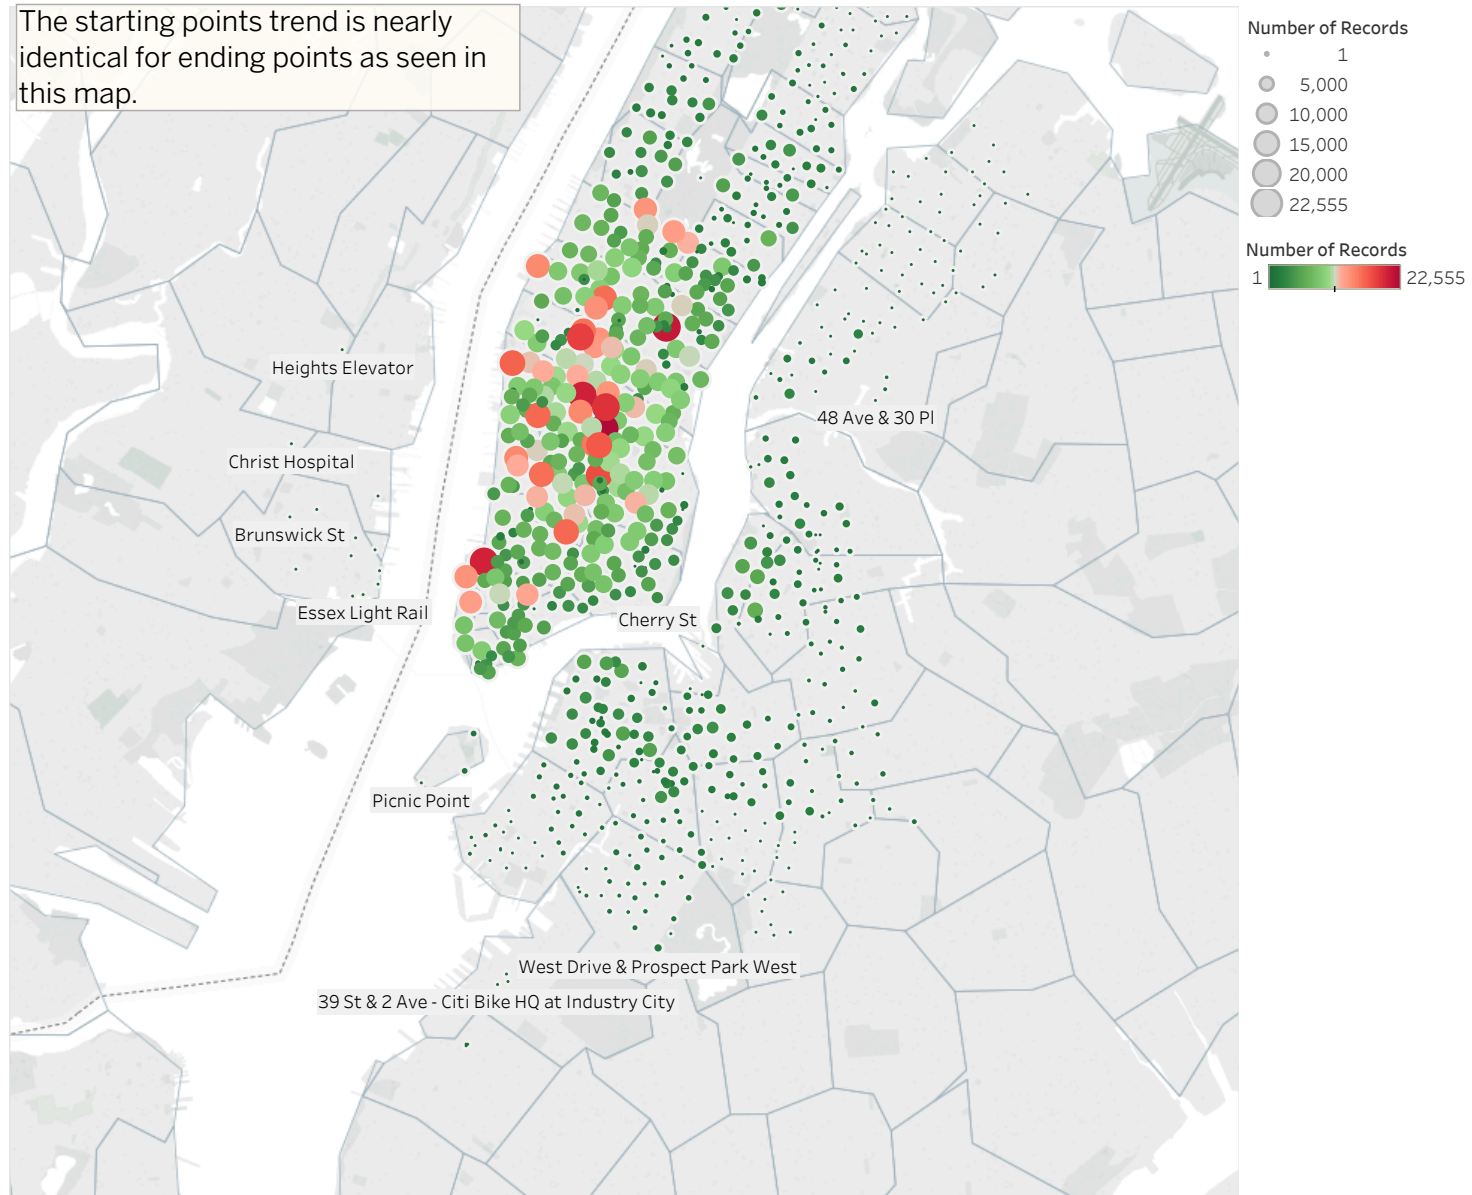 The starting points trend is nearly
identical for ending points as seen in
this map.
Number of Records
1
5,000
10,000
15,000
20,000
22,555
Number of Records
1 22,555
Heights Elevator
48 Ave & 30 Pl
Christ Hospital
Brunswick St
Essex Light Rail
Cherry St
Picnic Point
West Drive & Prospect Park West
39 St & 2 Ave - Citi Bike HQ at Industry City